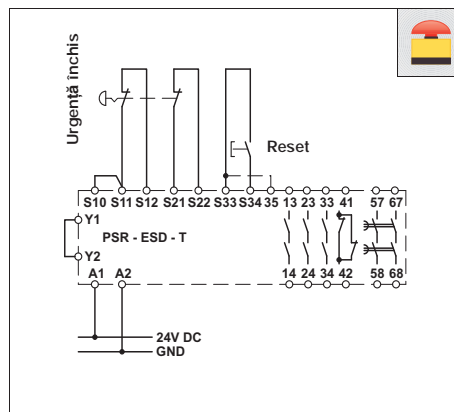 Urgență închis
Reset
S10 S11 S12 S21 S22 S33 S34 35 13 23 33 41 57 67
Y1
PSR - ESD - T
Y2
A1 A2 14 24 34 42 58 68
24V DC
GND